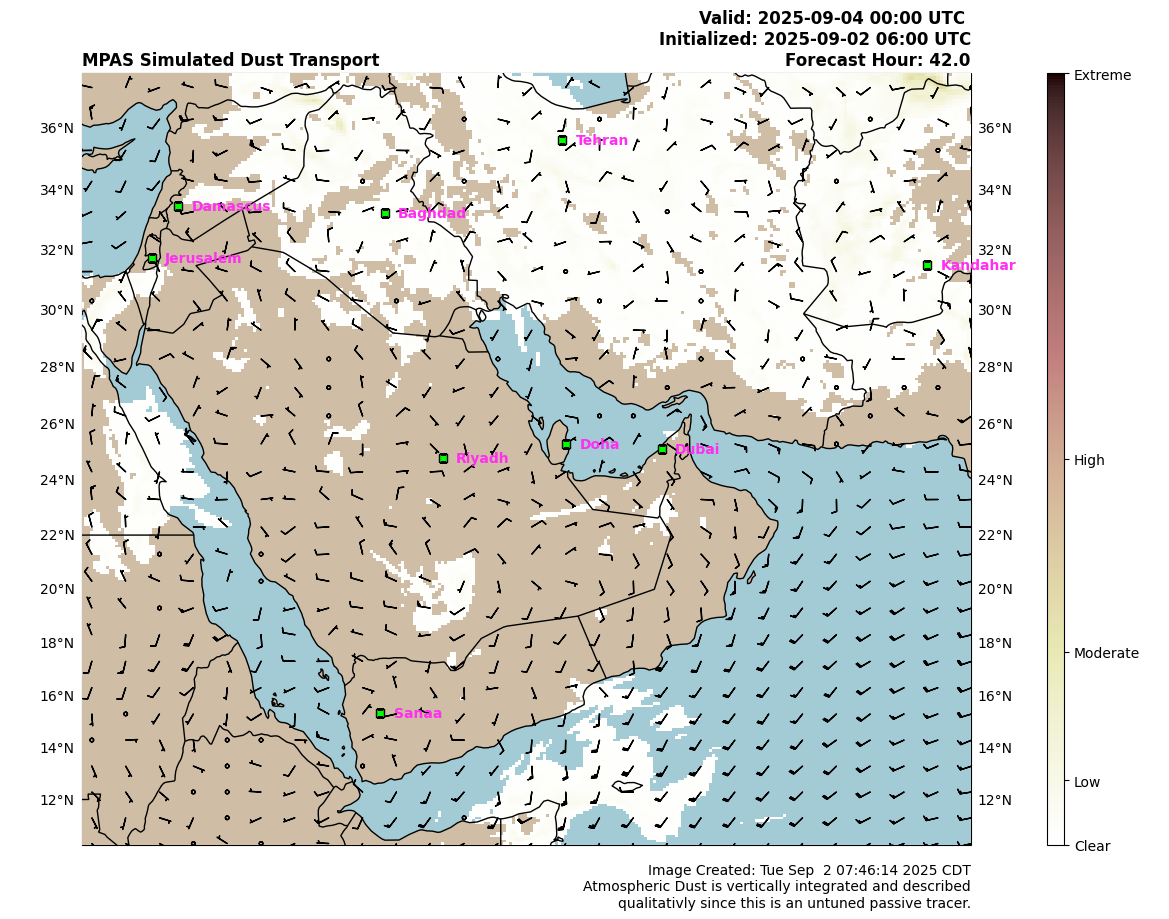 Valid: 2025-09-04 00:00 UTC
Initialized: 2025-09-02 06:00 UTC
MPAS Simulated Dust Transport
Forecast Hour: 42.0
Extreme
High
Moderate
Low
Clear
36°N
34°N
32°N
30°N
28°N
26°N
24°N
22°N
20°N
18°N
16°N
14°N
12°N
36°N
34°N
32°N
30°N
28°N
26°N
24°N
22°N
20°N
18°N
16°N
14°N
12°N
Tehran
Damascus
Baghdad
Jerusalem
Kandahar
Doha
Dubai
Riyadh
Sanaa
Image Created: Tue Sep  2 07:46:14 2025 CDT
Atmospheric Dust is vertically integrated and described
qualitativly since this is an untuned passive tracer.